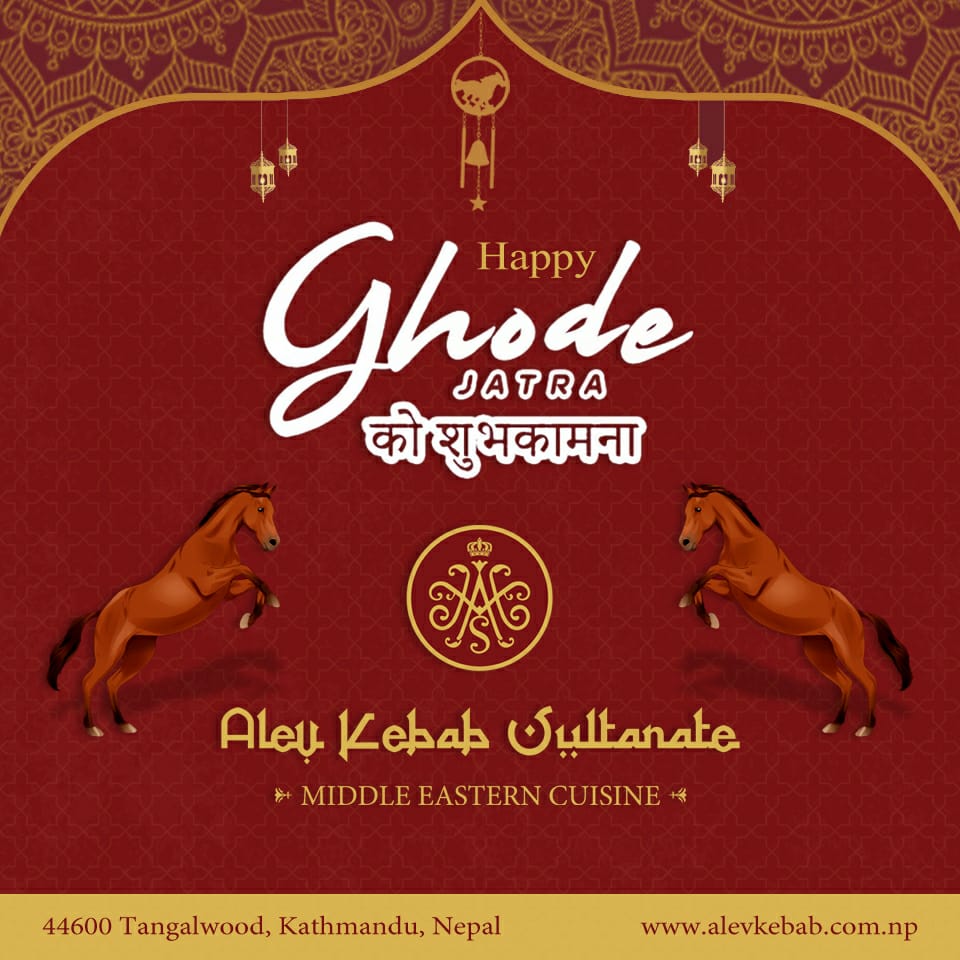 Happy
Ghode
JATRA
को शुभकामना
Alev Kebab Sultanate
MIDDLE EASTERN CUISINE
44600 Tangalwood, Kathmandu, Nepal
www.alevkebab.com.np